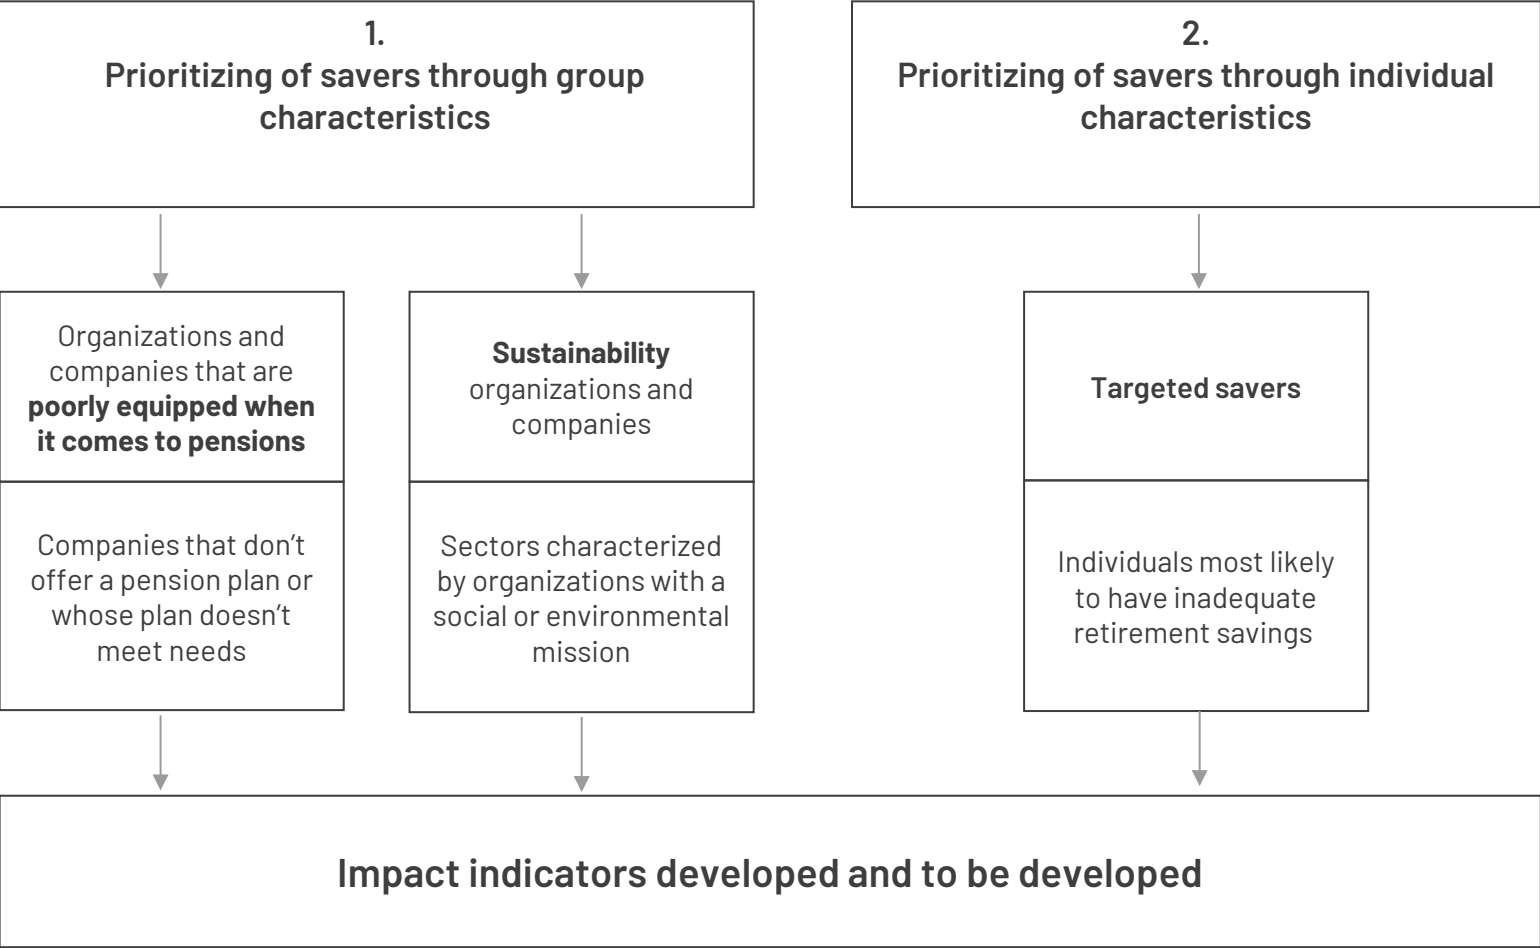 1.
Prioritizing of savers through group
characteristics
2.
Prioritizing of savers through individual
characteristics
Organizations and
companies that are
poorly equipped when
it comes to pensions
Sustainability
organizations and
companies
Targeted savers
Companies that don't
offer a pension plan or
whose plan doesn't
meet needs
Sectors characterized
by organizations with a
social or environmental
mission
Individuals most likely
to have inadequate
retirement savings
Impact indicators developed and to be developed